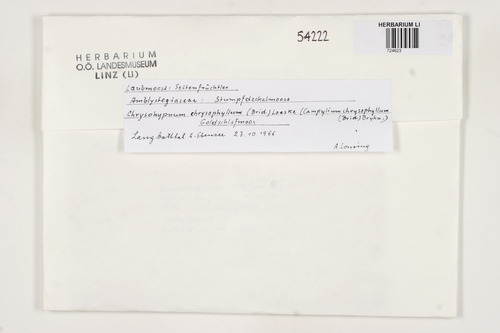 HERBARIUM
O.Ö. LANDESMUSEUM
LINZ (LI)
54222
HERBARIUM LI
724623
Laubmoose: Seitenfrüchtler
Amblystegiaceae: Stumpfdeckelmoose
Chrysohypnum chrysophyllum (Brid.) Loeske (Campylium chrysophyllum
(Brid.) Bryhn.)
Goldschlafmoos
Langbathtal b. Ebensee 23.10.1966